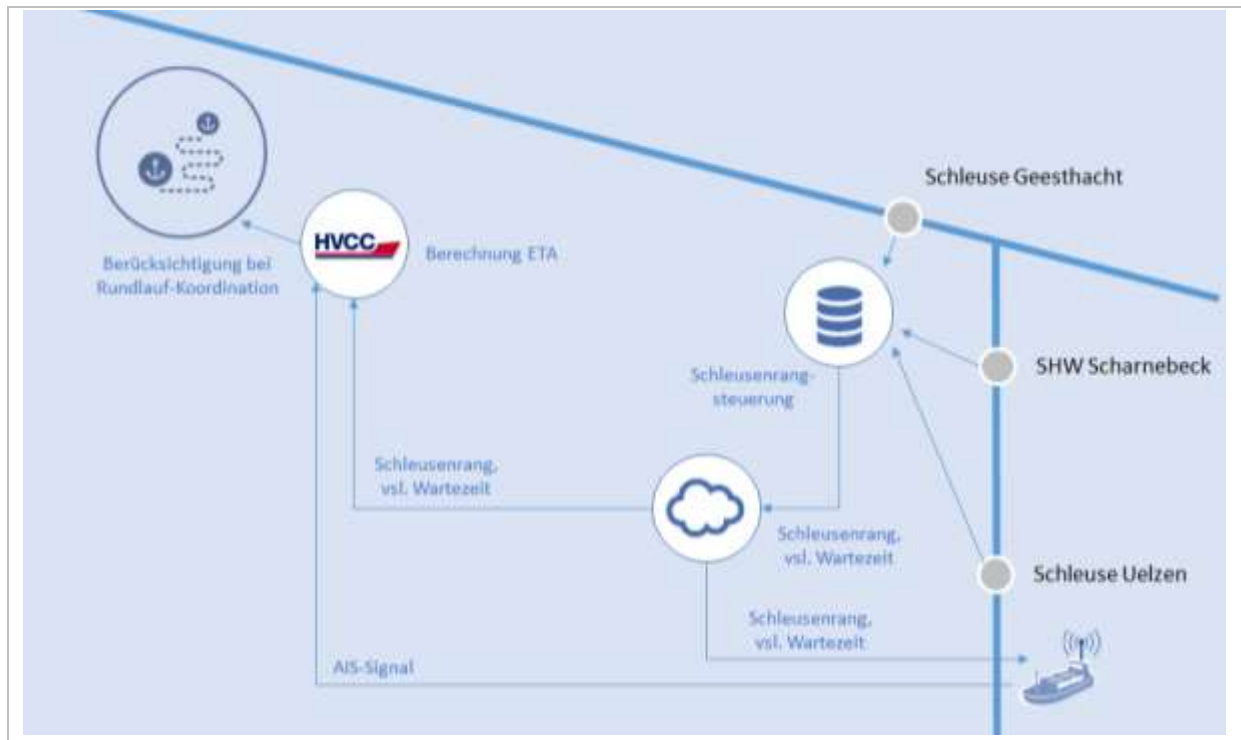 Schleuse Geesthacht
HVCC
Berechnung ETA
Berücksichtigung bei
Rundlauf-Koordination
SHW Scharnebeck
Schleusenrang-
steuerung
Schleusenrang,
vsl. Wartezeit
Schleusenrang,
vsl. Wartezeit
Schleuse Uelzen
Schleusenrang,
vsl. Wartezeit
AIS-Signal